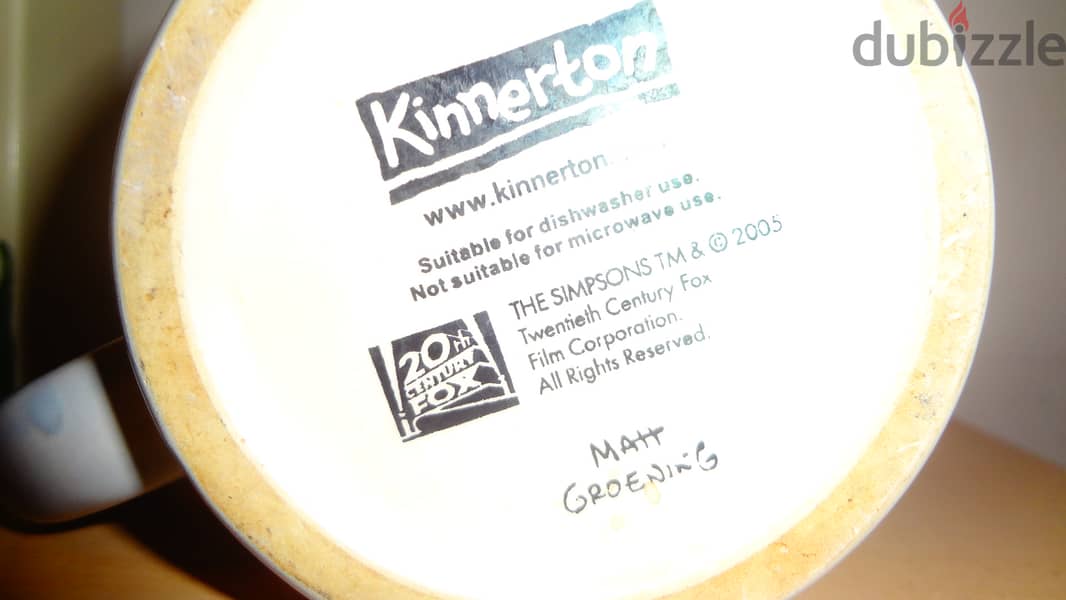 dubizzle
Kinnerton
www.kinnerton.
Suitable for dishwasher use.
Not suitable for microwave use.
THE SIMPSONS TM & © 2005
Twentieth Century Fox
Film Corporation.
All Rights Reserved.
20TH
CENTURY
FOX
MATT
GROENING